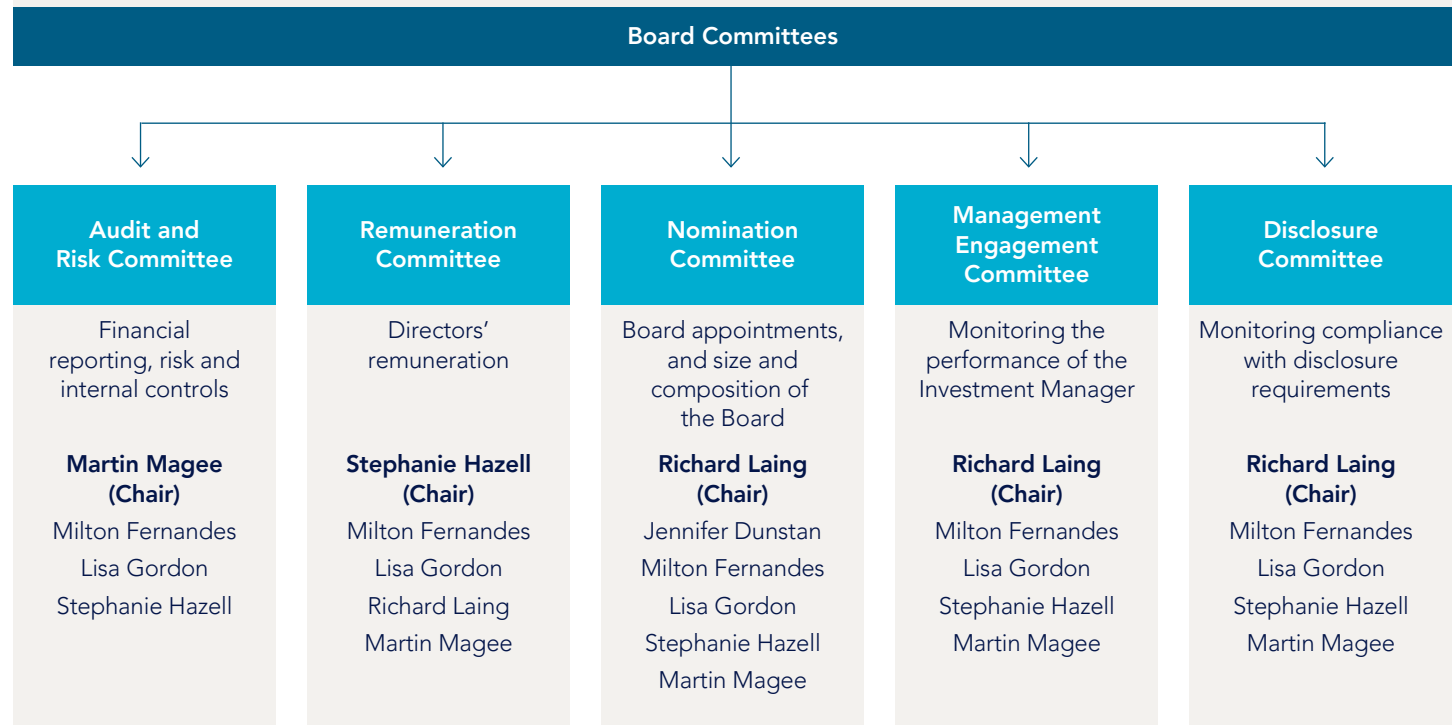 Board Committees
Audit and
Risk Committee
Financial
reporting, risk and
internal controls
Martin Magee
(Chair)
Milton Fernandes
Lisa Gordon
Stephanie Hazell
Remuneration
Committee
Directors’
remuneration
Stephanie Hazell
(Chair)
Milton Fernandes
Lisa Gordon
Richard Laing
Martin Magee
Nomination
Committee
Board appointments,
and size and
composition of
the Board
Richard Laing
(Chair)
Jennifer Dunstan
Milton Fernandes
Lisa Gordon
Stephanie Hazell
Martin Magee
Management
Engagement
Committee
Monitoring the
performance of the
Investment Manager
Richard Laing
(Chair)
Milton Fernandes
Lisa Gordon
Stephanie Hazell
Martin Magee
Disclosure
Committee
Monitoring compliance
with disclosure
requirements
Richard Laing
(Chair)
Milton Fernandes
Lisa Gordon
Stephanie Hazell
Martin Magee